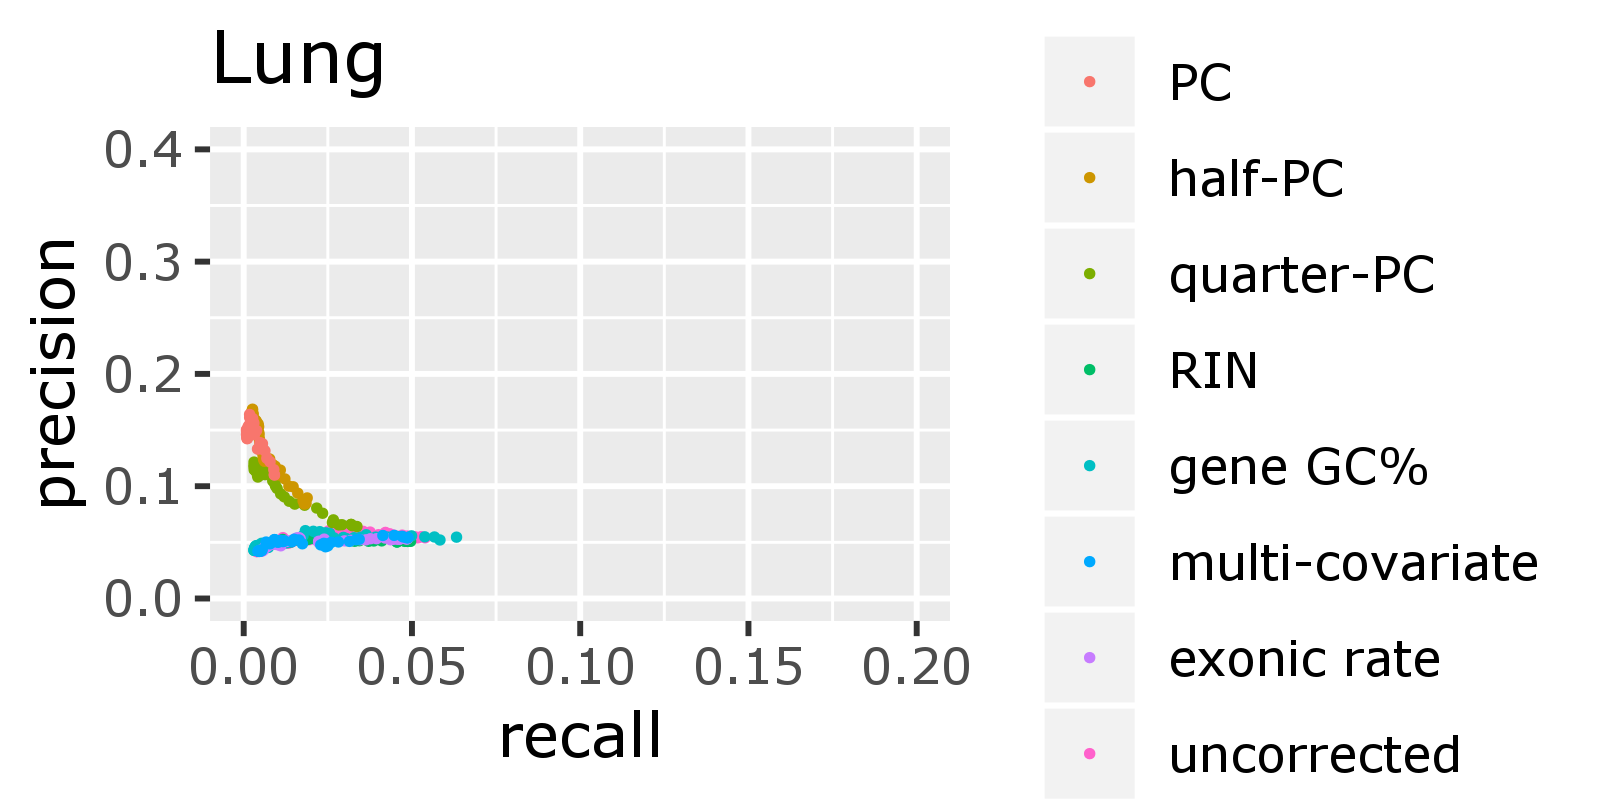 Lung
precision
0.4
0.3
0.2
0.1
0.0
0.00 0.05 0.10 0.15 0.20
recall
PC
half-PC
quarter-PC
RIN
gene GC%
multi-covariate
exonic rate
uncorrected